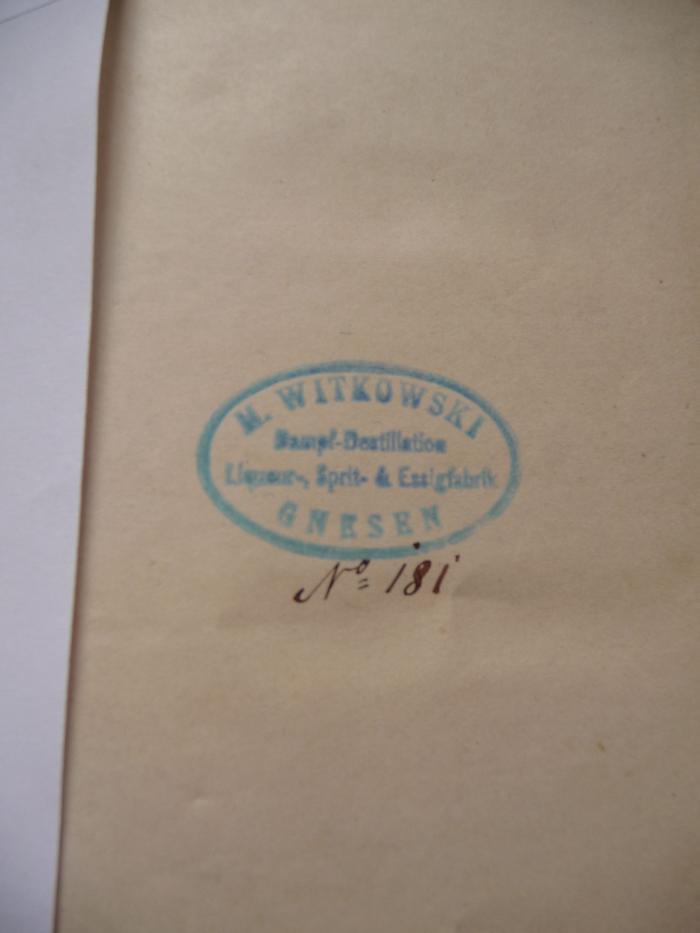 M. WITKOWSKI
Dampf-Destillation
Liqueur-, Sprit- & Essigfabrik
GNESEN
No 181